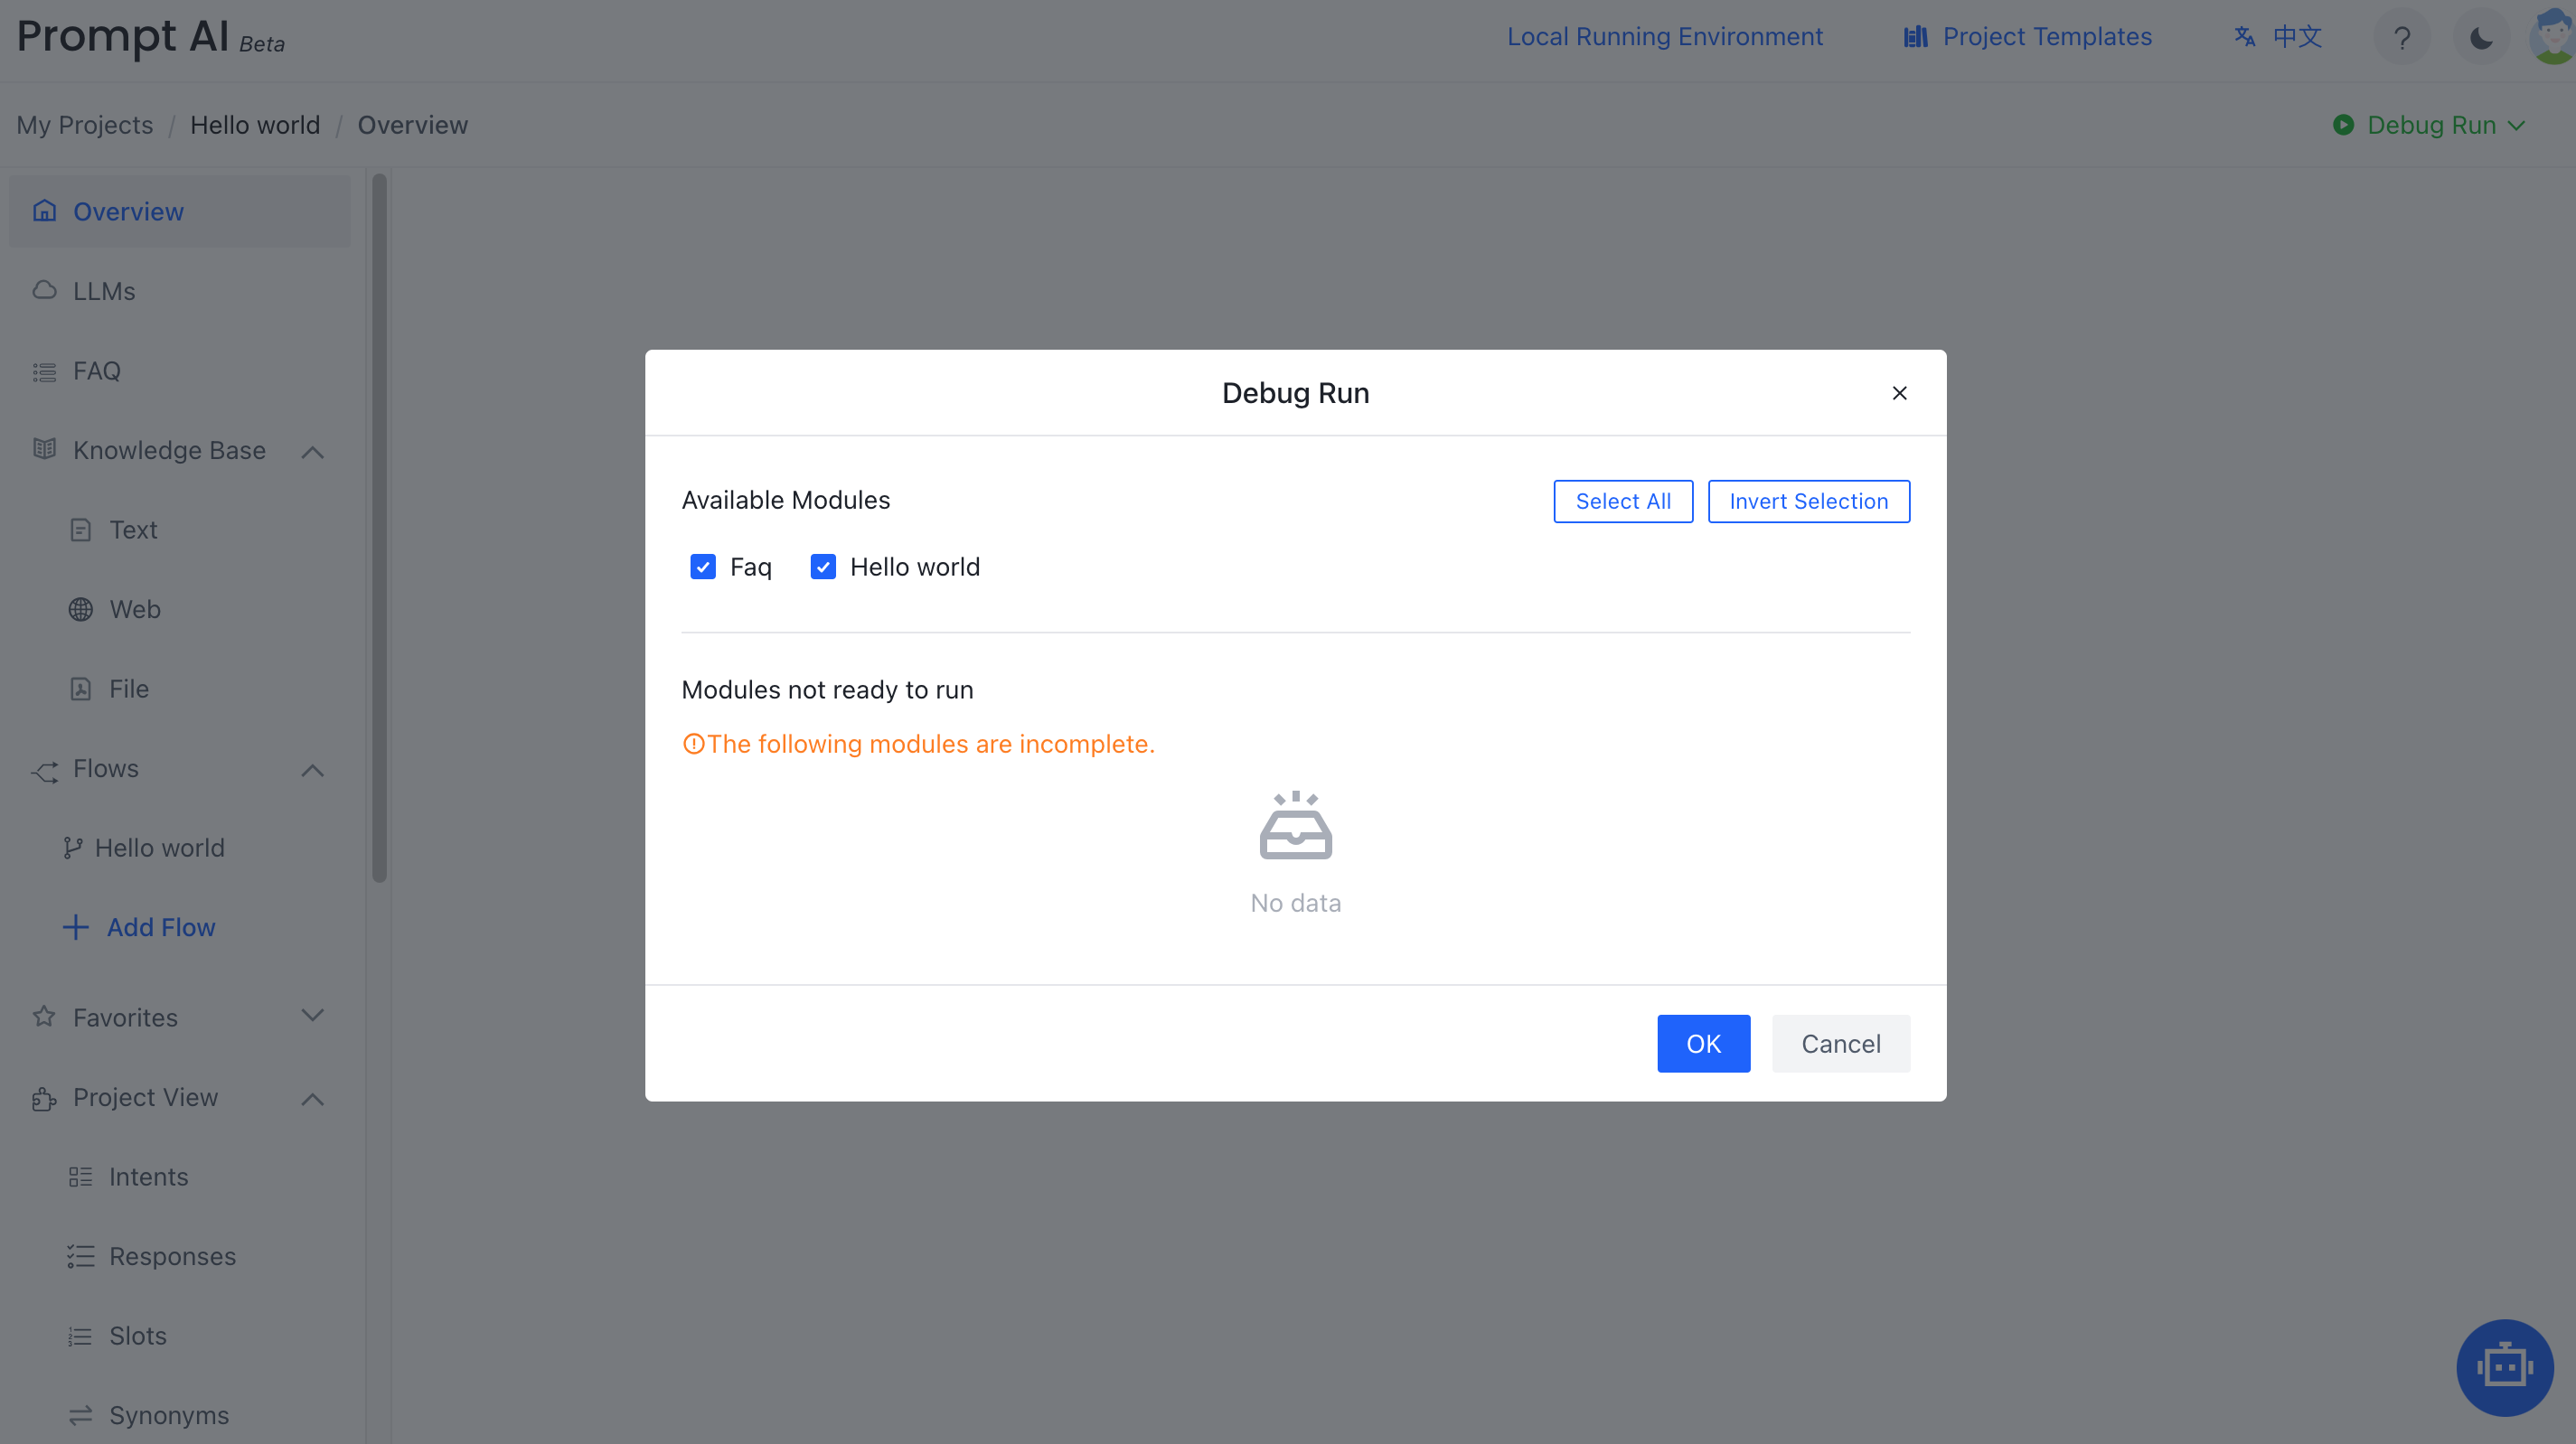 Prompt AI Beta
Local Running Environment
Project Templates
中文
?
My Projects / Hello world / Overview
Debug Run
Overview
LLMs
FAQ
Knowledge Base
Text
Web
File
Flows
Hello world
Add Flow
Favorites
Project View
Intents
Responses
Slots
Synonyms
Debug Run
Available Modules
Select All
Invert Selection
Faq
Hello world
Modules not ready to run
The following modules are incomplete.
No data
OK
Cancel